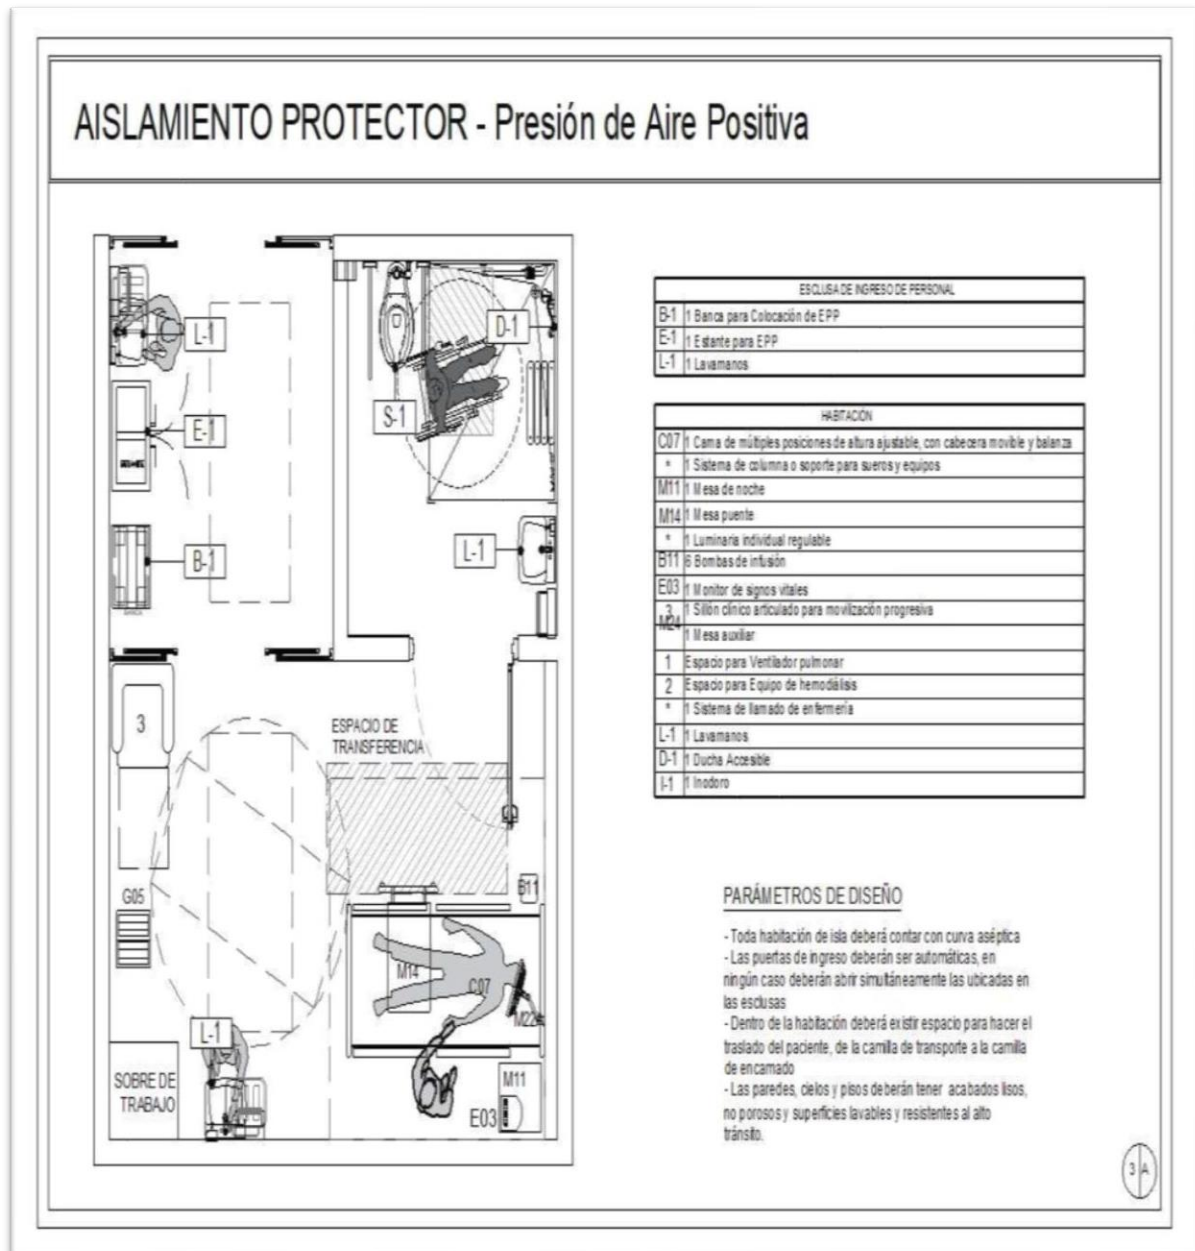 AISLAMIENTO PROTECTOR - Presión de Aire Positiva
L-1
E-1
B-1
D-1
S-1
L-1
3
ESPACIO DE
TRANSFERENCIA
G05
B11
M14
C07
L-1
SOBRE DE
TRABAJO
M11
E03
ESCLUSA DE INGRESO DE PERSONAL
B-1 1 Banca para Colocación de EPP
E-1 1 Estante para EPP
L-1 1 Lavamanos
HABITACIÓN
C07 1 Cama de múltiples posiciones de altura ajustable, con cabecera movible y balanza
* 1 Sistema de columna o soporte para sueros y equipos
M11 1 Mesa de noche
M14 1 Mesa puente
* 1 Luminaria individual regulable
B11 6 Bombas de infusión
E03 1 Monitor de signos vitales
3 1 Sillón clínico articulado para movilización progresiva
M24 1 Mesa auxiliar
1 Espacio para Ventilador pulmonar
2 Espacio para Equipo de hemodiálisis
* 1 Sistema de llamado de enfermería
L-1 1 Lavamanos
D-1 1 Ducha Accesible
I-1 1 Inodoro
PARÁMETROS DE DISEÑO
- Toda habitación de isla deberá contar con curva aséptica
- Las puertas de ingreso deberán ser automáticas, en
ningún caso deberán abrir simultáneamente las ubicadas en
las esclusas
- Dentro de la habitación deberá existir espacio para hacer el
traslado del paciente, de la camilla de transporte a la camilla
de encamado
- Las paredes, cielos y pisos deberán tener acabados lisos,
no porosos y superficies lavables y resistentes al alto
tránsito.
3 A